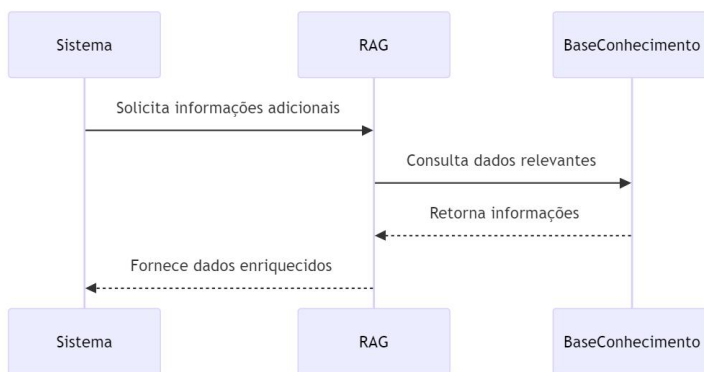 Sistema
RAG
BaseConhecimento
Solicita informações adicionais
Consulta dados relevantes
Retorna informações
Fornece dados enriquecidos
Sistema
RAG
BaseConhecimento